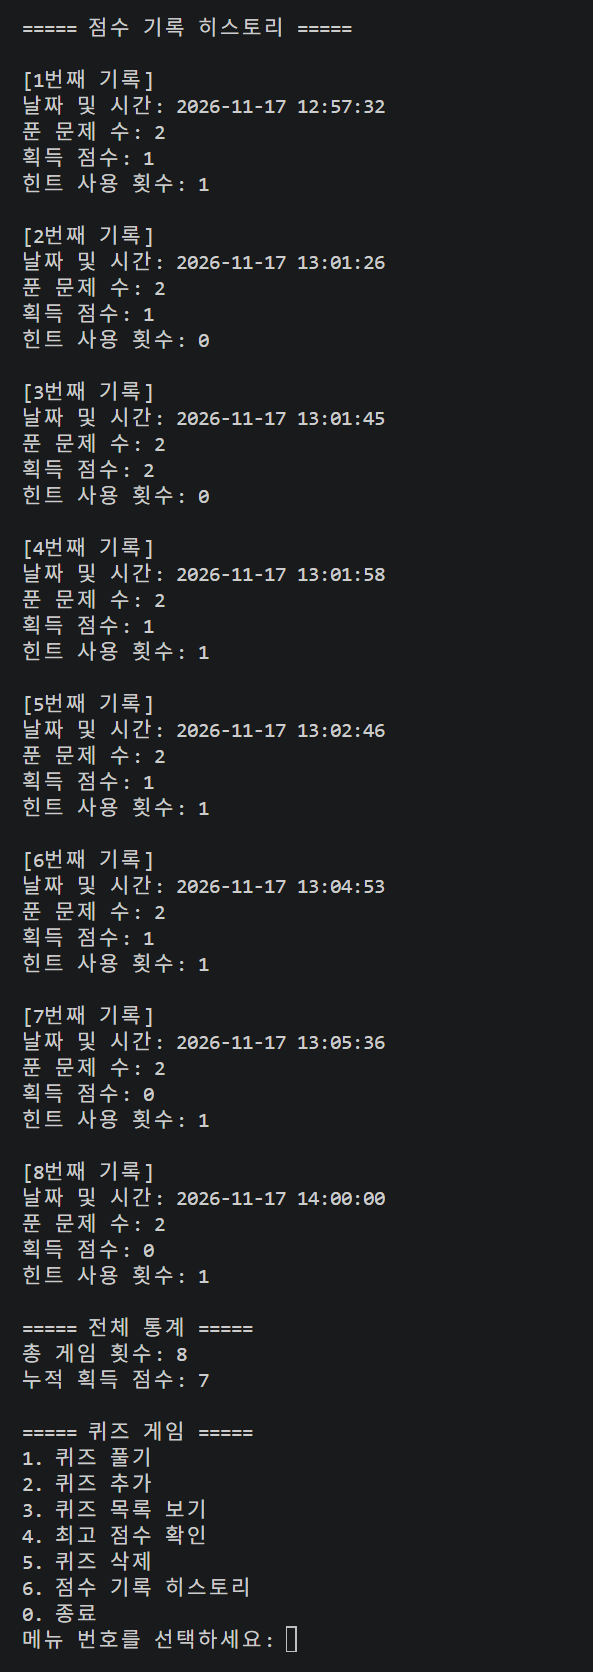 ===== 점수 기록 히스토리 =====
[1번째 기록]
날짜 및 시간: 2026-11-17 12:57:32
푼 문제 수: 2
획득 점수: 1
힌트 사용 횟수: 1
[2번째 기록]
날짜 및 시간: 2026-11-17 13:01:26
푼 문제 수: 2
획득 점수: 1
힌트 사용 횟수: 0
[3번째 기록]
날짜 및 시간: 2026-11-17 13:01:45
푼 문제 수: 2
획득 점수: 2
힌트 사용 횟수: 0
[4번째 기록]
날짜 및 시간: 2026-11-17 13:01:58
푼 문제 수: 2
획득 점수: 1
힌트 사용 횟수: 1
[5번째 기록]
날짜 및 시간: 2026-11-17 13:02:46
푼 문제 수: 2
획득 점수: 1
힌트 사용 횟수: 1
[6번째 기록]
날짜 및 시간: 2026-11-17 13:04:53
푼 문제 수: 2
획득 점수: 1
힌트 사용 횟수: 1
[7번째 기록]
날짜 및 시간: 2026-11-17 13:05:36
푼 문제 수: 2
획득 점수: 0
힌트 사용 횟수: 1
[8번째 기록]
날짜 및 시간: 2026-11-17 14:00:00
푼 문제 수: 2
획득 점수: 0
힌트 사용 횟수: 1
===== 전체 통계 =====
총 게임 횟수: 8
누적 획득 점수: 7
===== 퀴즈 게임 =====
1. 퀴즈 풀기
2. 퀴즈 추가
3. 퀴즈 목록 보기
4. 최고 점수 확인
5. 퀴즈 삭제
6. 점수 기록 히스토리
0. 종료
메뉴 번호를 선택하세요: